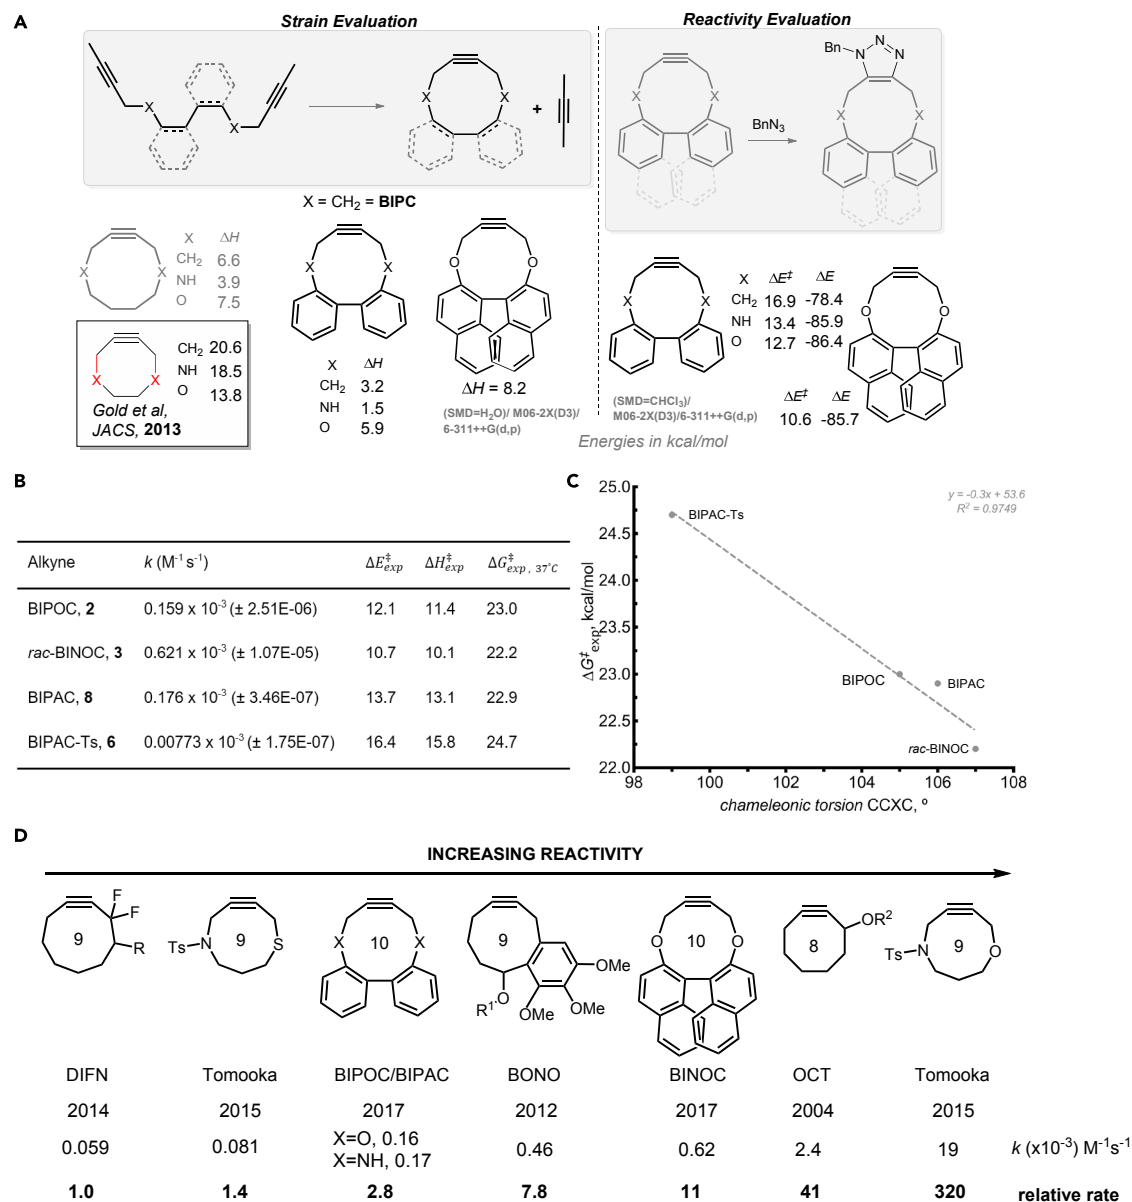 A
Strain Evaluation
Reactivity Evaluation
X
X
X
X
+
X
X
BnN3
Bn
N
N
N
X
X
X = CH2 = BIPC
X
X
X ΔH
CH2 6.6
NH 3.9
O 7.5
X
X
CH2 20.6
NH 18.5
O 13.8
Gold et al,
JACS, 2013
X
X
X ΔH
CH2 3.2
NH 1.5
O 5.9
O
O
ΔH = 8.2
(SMD=H2O)/ M06-2X(D3)/
6-311++G(d,p)
X
X
X ΔE‡ ΔE
CH2 16.9 -78.4
NH 13.4 -85.9
O 12.7 -86.4
O
O
ΔE‡ ΔE
10.6 -85.7
(SMD=CHCl3)/
M06-2X(D3)/6-311++G(d,p)
Energies in kcal/mol
B
Alkyne k (M-1 s-1) ΔE‡exp ΔH‡exp ΔG‡exp, 37°C
BIPOC, 2 0.159 x 10-3 (± 2.51E-06) 12.1 11.4 23.0
rac-BINOC, 3 0.621 x 10-3 (± 1.07E-05) 10.7 10.1 22.2
BIPAC, 8 0.176 x 10-3 (± 3.46E-07) 13.7 13.1 22.9
BIPAC-Ts, 6 0.00773 x 10-3 (± 1.75E-07) 16.4 15.8 24.7
C
y = -0.3x + 53.6
R2 = 0.9749
ΔG‡exp, kcal/mol
25.0
24.5
24.0
23.5
23.0
22.5
22.0
BIPAC-Ts
BIPOC
BIPAC
rac-BINOC
98 100 102 104 106 108
chameleonic torsion CCXC, º
D
INCREASING REACTIVITY
9
F
F
R
Ts
N
9
S
X
10
X
9
OMe
OMe
OMe
O
R1
O
10
O
8
OR2
Ts
N
9
O
DIFN Tomooka BIPOC/BIPAC BONO BINOC OCT Tomooka
2014 2015 2017 2012 2017 2004 2015
0.059 0.081 X=O, 0.16 0.46 0.62 2.4 19 k (x10-3) M-1s-1
X=NH, 0.17
1.0 1.4 2.8 7.8 11 41 320 relative rate